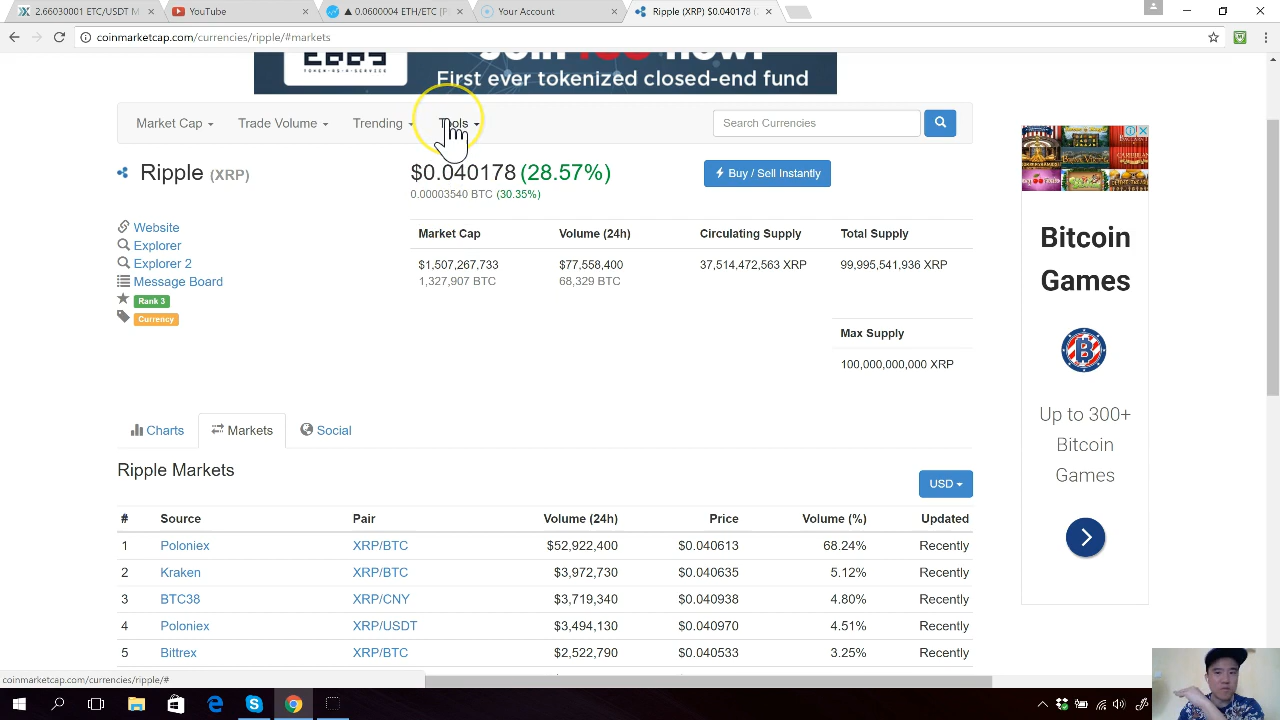 2.66030931 ETC/USDT M
YouTube
▲ 0.060004 ETH/ETC (P
Your Account
Ripple (XRP) $0.040178 (2
coinmarketcap.com/currencies/ripple/#markets
First ever tokenized closed-end fund
Market Cap
Trade Volume
Trending
Tools
Search Currencies
Ripple (XRP)
$0.040178 (28.57%)
0.00003540 BTC (30.35%)
Buy / Sell Instantly
Website
Explorer
Explorer 2
Message Board
Rank 3
Currency
Market Cap Volume (24h) Circulating Supply Total Supply
$1,507,267,733 $77,558,400 37,514,472,563 XRP 99,995,541,936 XRP
1,327,907 BTC 68,329 BTC
Max Supply
100,000,000,000 XRP
Charts Markets Social
Ripple Markets
USD
# Source Pair Volume (24h) Price Volume (%) Updated
1 Poloniex XRP/BTC $52,922,400 $0.040613 68.24% Recently
2 Kraken XRP/BTC $3,972,730 $0.040635 5.12% Recently
3 BTC38 XRP/CNY $3,719,340 $0.040938 4.80% Recently
4 Poloniex XRP/USDT $3,494,130 $0.040970 4.51% Recently
5 Bittrex XRP/BTC $2,522,790 $0.040533 3.25% Recently
coinmarketcap.com/currencies/ripple/#
Bitcoin
Games
Up to 300+
Bitcoin
Games